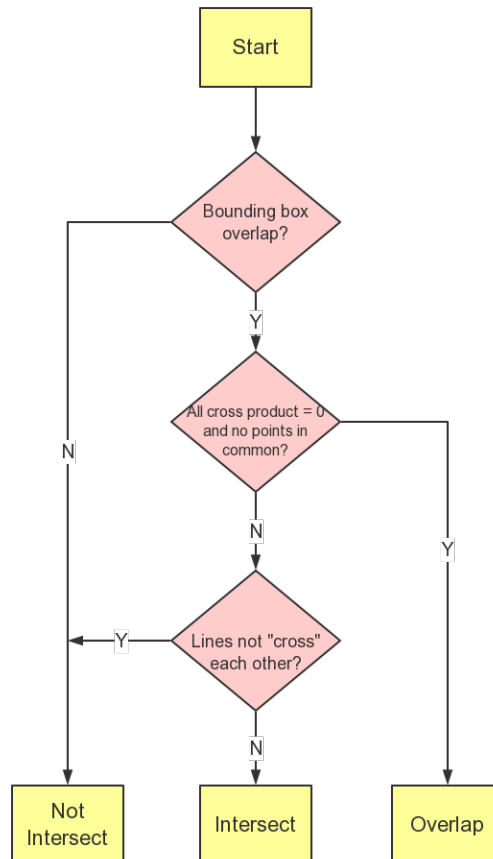 Start
Bounding box
overlap?
Y
All cross product = 0
and no points in
common?
N
N
Y
Lines not "cross"
each other?
Y
N
Not
Intersect
Intersect
Overlap